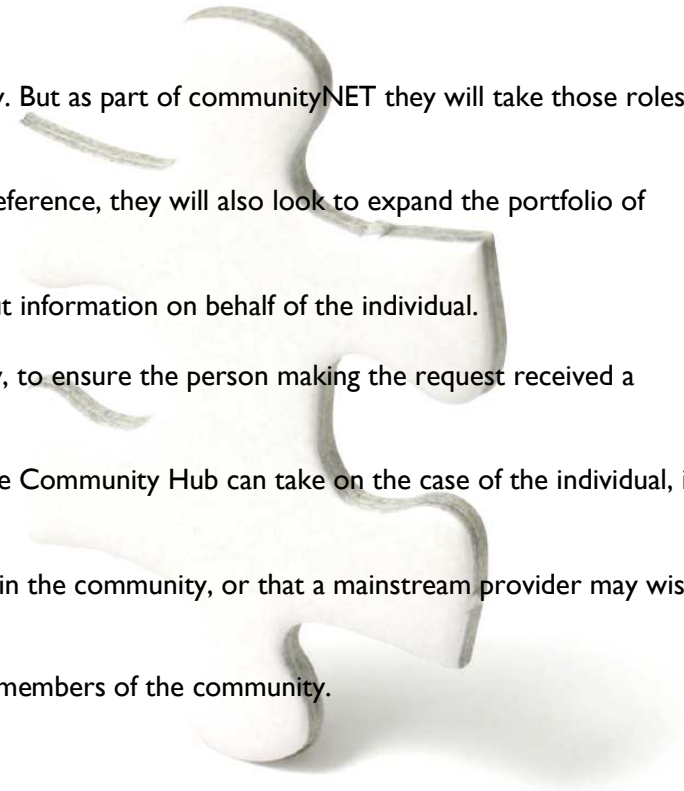 . But as part of communityNET they will take those roles
eference, they will also look to expand the portfolio of
t information on behalf of the individual.
, to ensure the person making the request received a
e Community Hub can take on the case of the individual, i
in the community, or that a mainstream provider may wis
members of the community.